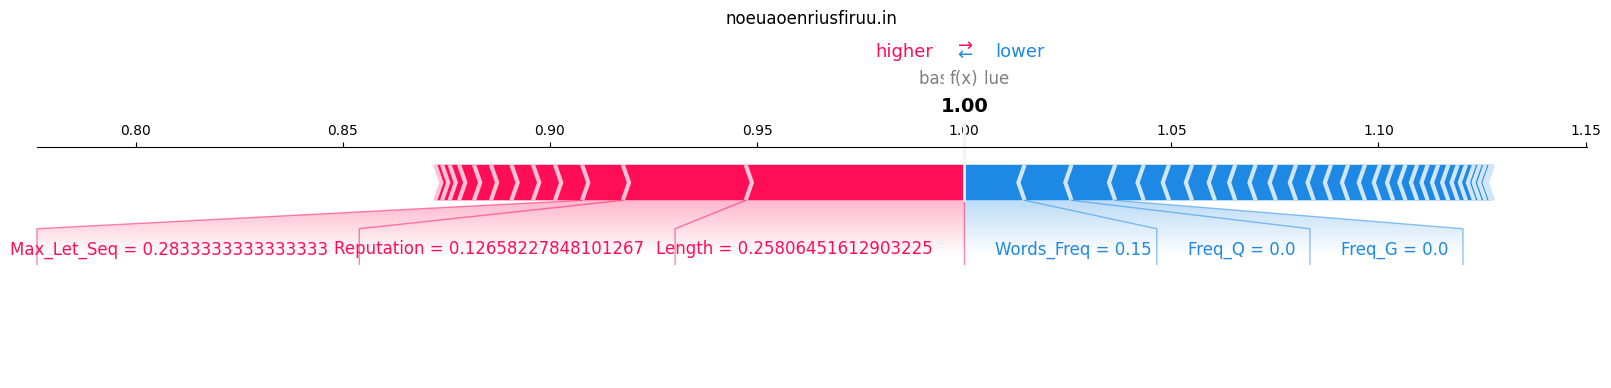 noeuaoenriusfiruu.in
higher → ← lower
f(x)
1.00
0.80 0.85 0.90 0.95 1.00 1.05 1.10 1.15
Max_Let_Seq = 0.2833333333333333 Reputation = 0.12658227848101267 Length = 0.25806451612903225 Words_Freq = 0.15 Freq_Q = 0.0 Freq_G = 0.0